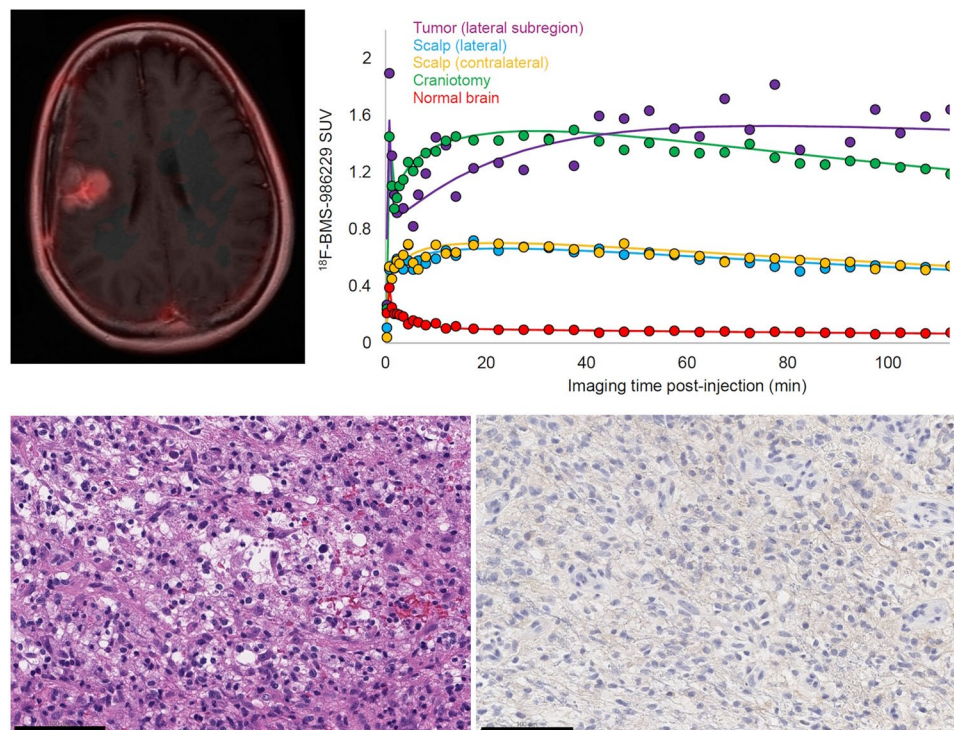 Tumor (lateral subregion)
Scalp (lateral)
Scalp (contralateral)
Craniotomy
Normal brain
2
1.6
1.2
0.8
0.4
0
¹⁸F-BMS-986229 SUV
0 20 40 60 80 100
Imaging time post-injection (min)